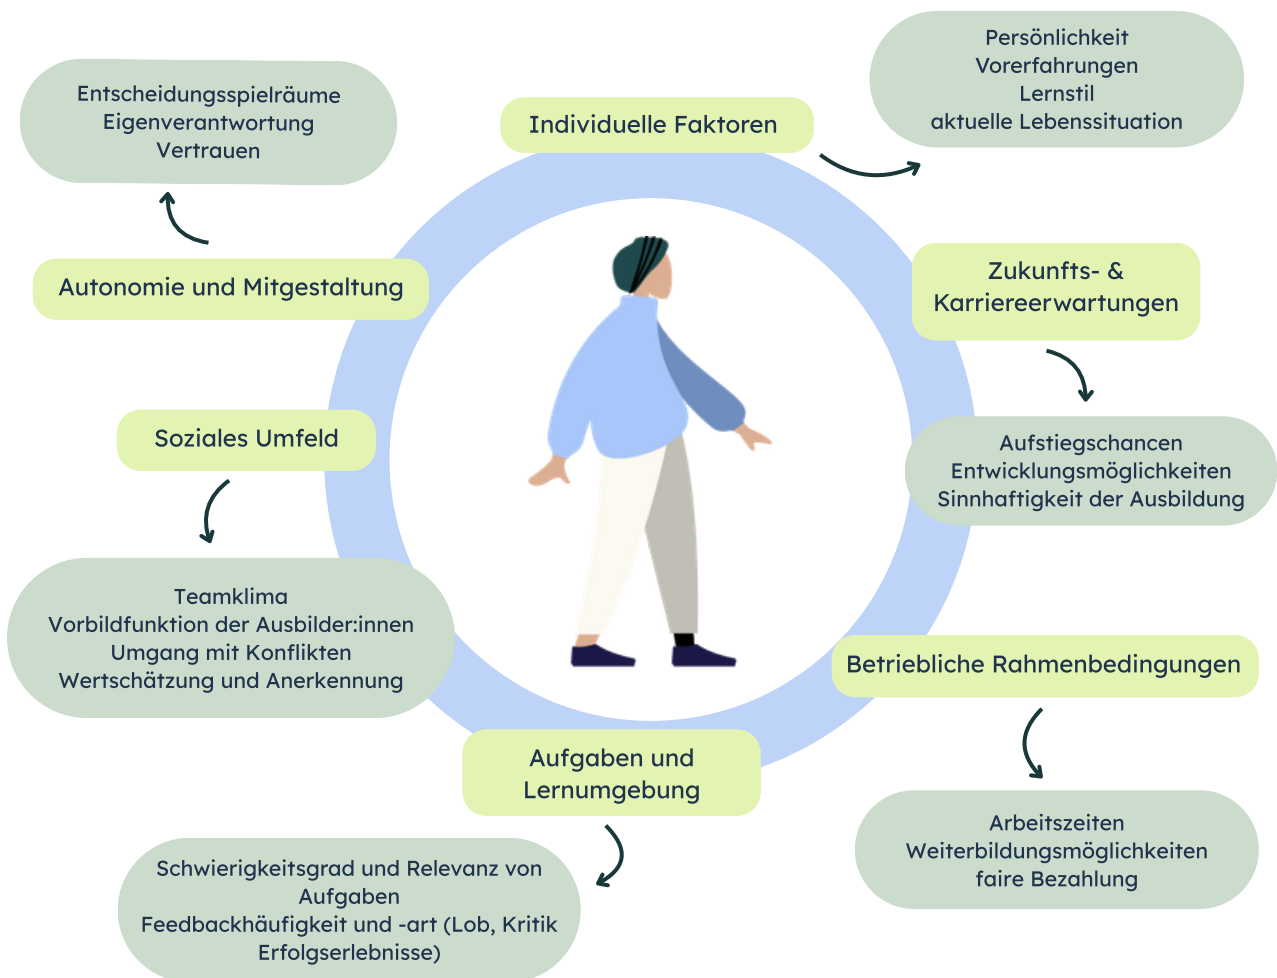 Individuelle Faktoren
Persönlichkeit
Vorerfahrungen
Lernstil
aktuelle Lebenssituation
Zukunfts- &
Karriereerwartungen
Aufstiegschancen
Entwicklungsmöglichkeiten
Sinnhaftigkeit der Ausbildung
Betriebliche Rahmenbedingungen
Arbeitszeiten
Weiterbildungsmöglichkeiten
faire Bezahlung
Aufgaben und
Lernumgebung
Schwierigkeitsgrad und Relevanz von
Aufgaben
Feedbackhäufigkeit und -art (Lob, Kritik
Erfolgserlebnisse)
Soziales Umfeld
Teamklima
Vorbildfunktion der Ausbilder:innen
Umgang mit Konflikten
Wertschätzung und Anerkennung
Autonomie und Mitgestaltung
Entscheidungsspielräume
Eigenverantwortung
Vertrauen